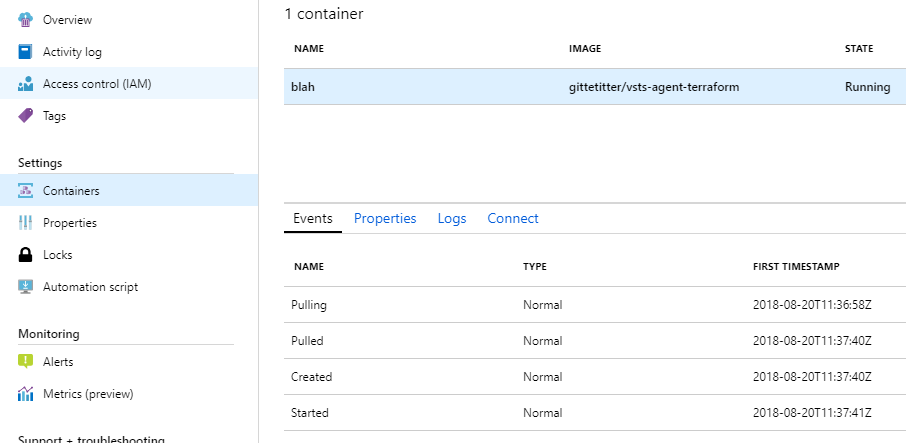 Overview
Activity log
Access control (IAM)
Tags
Settings
Containers
Properties
Locks
Automation script
Monitoring
Alerts
Metrics (preview)
Support + troubleshooting
1 container
NAME IMAGE STATE
blah gittetitter/vsts-agent-terraform Running
Events Properties Logs Connect
NAME TYPE FIRST TIMESTAMP
Pulling Normal 2018-08-20T11:36:58Z
Pulled Normal 2018-08-20T11:37:40Z
Created Normal 2018-08-20T11:37:40Z
Started Normal 2018-08-20T11:37:41Z